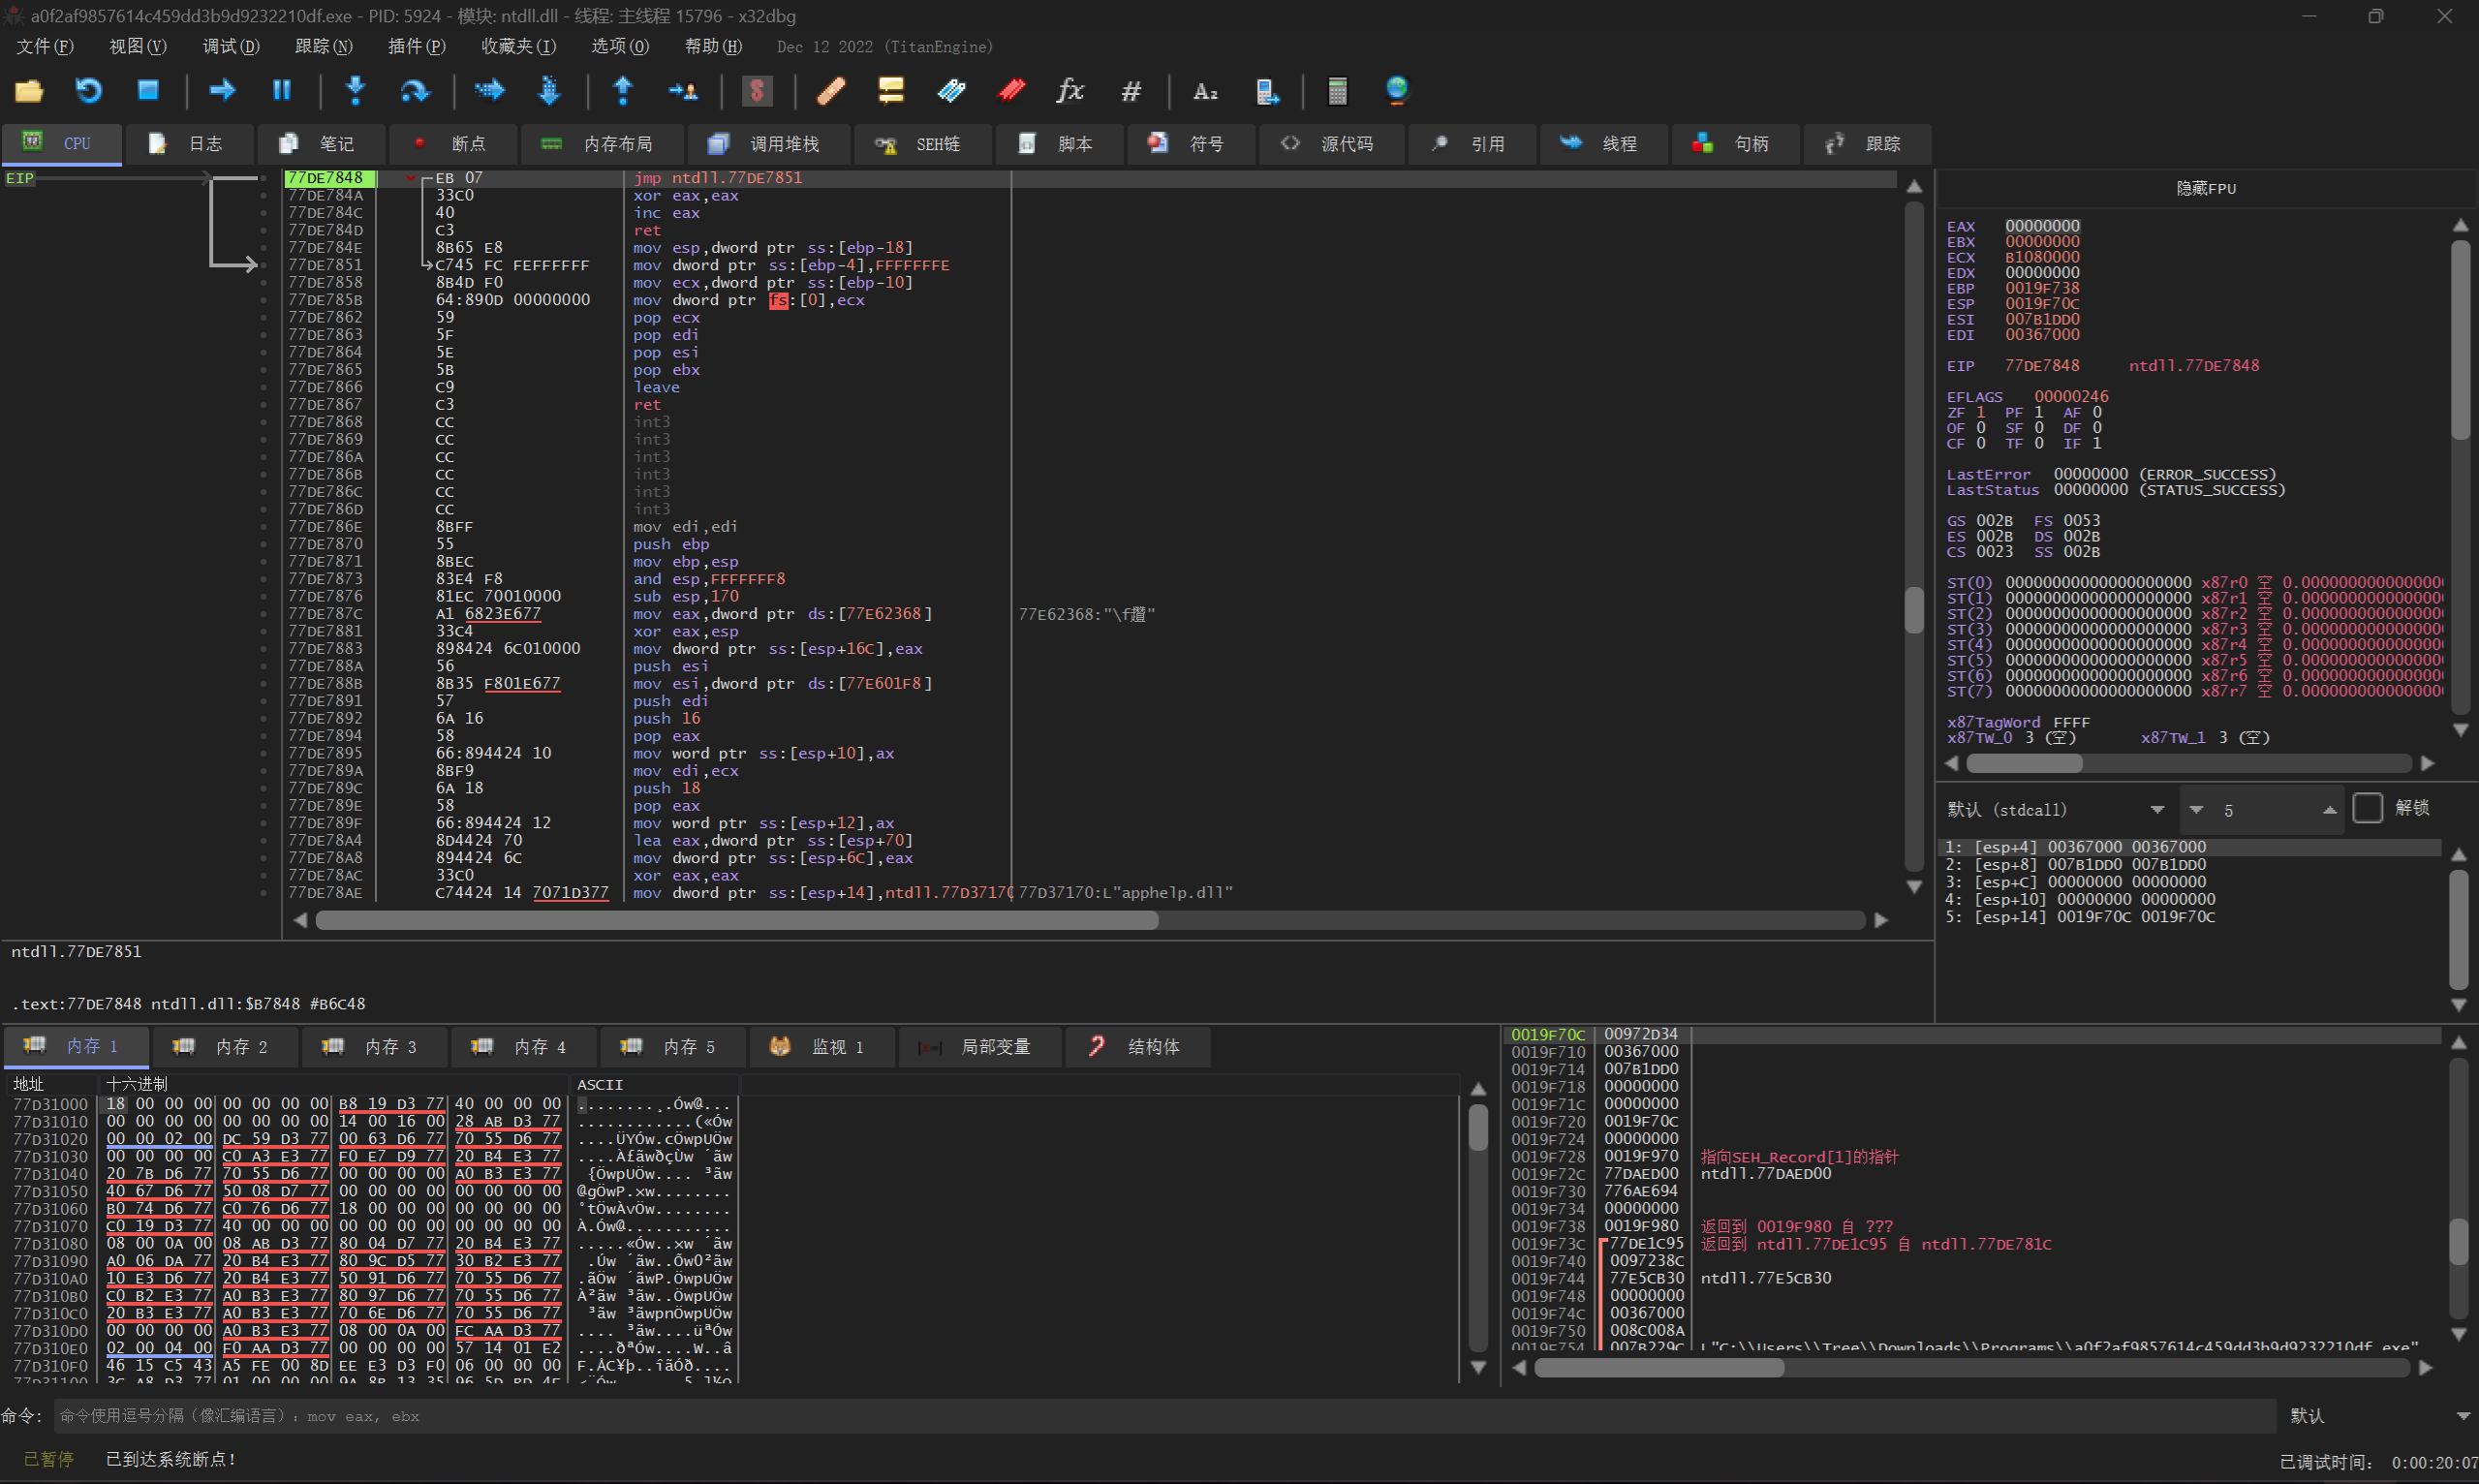 a0f2af9857614c459dd3b9d9232210df.exe - PID: 5924 - 模块: ntdll.dll - 线程: 主线程 15796 - x32dbg
文件(F) 视图(V) 调试(D) 跟踪(N) 插件(P) 收藏夹(I) 选项(O) 帮助(H) Dec 12 2022 (TitanEngine)
CPU 日志 笔记 断点 内存布局 调用堆栈 SEH链 脚本 符号 源代码 引用 线程 句柄 跟踪
EIP
77DE7848 EB 07 jmp ntdll.77DE7851
77DE784A 33C0 xor eax,eax
77DE784C 40 inc eax
77DE784D C3 ret
77DE784E 8B65 E8 mov esp,dword ptr ss:[ebp-18]
77DE7851 C745 FC FEFFFFFF mov dword ptr ss:[ebp-4],FFFFFFFE
77DE7858 8B4D F0 mov ecx,dword ptr ss:[ebp-10]
77DE785B 64:890D 00000000 mov dword ptr fs:[0],ecx
77DE7862 59 pop ecx
77DE7863 5F pop edi
77DE7864 5E pop esi
77DE7865 5B pop ebx
77DE7866 C9 leave
77DE7867 C3 ret
77DE7868 CC int3
77DE7869 CC int3
77DE786A CC int3
77DE786B CC int3
77DE786C CC int3
77DE786D CC int3
77DE786E 8BFF mov edi,edi
77DE7870 55 push ebp
77DE7871 8BEC mov ebp,esp
77DE7873 83E4 F8 and esp,FFFFFFF8
77DE7876 81EC 70010000 sub esp,170
77DE787C A1 6823E677 mov eax,dword ptr ds:[77E62368] 77E62368:
77DE7881 33C4 xor eax,esp
77DE7883 898424 6C010000 mov dword ptr ss:[esp+16C],eax
77DE788A 56 push esi
77DE788B 8B35 F801E677 mov esi,dword ptr ds:[77E601F8]
77DE7891 57 push edi
77DE7892 6A 16 push 16
77DE7894 58 pop eax
77DE7895 66:894424 10 mov word ptr ss:[esp+10],ax
77DE789A 8BF9 mov edi,ecx
77DE789C 6A 18 push 18
77DE789E 58 pop eax
77DE789F 66:894424 12 mov word ptr ss:[esp+12],ax
77DE78A4 8D4424 70 lea eax,dword ptr ss:[esp+70]
77DE78A8 894424 6C mov dword ptr ss:[esp+6C],eax
77DE78AC 33C0 xor eax,eax
77DE78AE C74424 14 7071D377 mov dword ptr ss:[esp+14],ntdll.77D37170 77D37170:L"apphelp.dll"
隐藏FPU
EAX 00000000
EBX 00000000
ECX B1080000
EDX 00000000
EBP 0019F738
ESP 0019F70C
ESI 007B1DD0
EDI 00367000
EIP 77DE7848 ntdll.77DE7848
EFLAGS 00000246
ZF 1 PF 1 AF 0
OF 0 SF 0 DF 0
CF 0 TF 0 IF 1
LastError 00000000 (ERROR_SUCCESS)
LastStatus 00000000 (STATUS_SUCCESS)
GS 002B FS 0053
ES 002B DS 002B
CS 0023 SS 002B
ST(0) 00000000000000000000 x87r0 空 0.0000000000000000
ST(1) 00000000000000000000 x87r1 空 0.0000000000000000
ST(2) 00000000000000000000 x87r2 空 0.0000000000000000
ST(3) 00000000000000000000 x87r3 空 0.0000000000000000
ST(4) 00000000000000000000 x87r4 空 0.0000000000000000
ST(5) 00000000000000000000 x87r5 空 0.0000000000000000
ST(6) 00000000000000000000 x87r6 空 0.0000000000000000
ST(7) 00000000000000000000 x87r7 空 0.0000000000000000
x87TagWord FFFF
x87TW_0 3 (空) x87TW_1 3 (空)
默认 (stdcall) 5 解锁
1: [esp+4] 00367000 00367000
2: [esp+8] 007B1DD0 007B1DD0
3: [esp+C] 00000000 00000000
4: [esp+10] 00000000 00000000
5: [esp+14] 0019F70C 0019F70C
ntdll.77DE7851
.text:77DE7848 ntdll.dll:$B7848 #B6C48
内存 1 内存 2 内存 3 内存 4 内存 5 监视 1 局部变量 结构体
地址 十六进制 ASCII
77D31000 18 00 00 00 00 00 00 00 B8 19 D3 77 40 00 00 00 ........¸.Ów@...
77D31010 00 00 00 00 00 00 00 00 14 00 16 00 28 AB D3 77 ............(«Ów
77D31020 00 00 02 00 DC 59 D3 77 00 63 D6 77 70 55 D6 77 ....ÜYÓw.cÖwpUÖw
77D31030 00 00 00 00 C0 A3 E3 77 F0 E7 D9 77 20 B4 E3 77 ....À£ãwðçÙw ´ãw
77D31040 20 7B D6 77 70 55 D6 77 00 00 00 00 A0 B3 E3 77 {ÖwpUÖw.... ³ãw
77D31050 40 67 D6 77 50 08 D7 77 00 00 00 00 00 00 00 00 @gÖwP.×w........
77D31060 B0 74 D6 77 C0 76 D6 77 18 00 00 00 00 00 00 00 °tÖwÀvÖw........
77D31070 C0 19 D3 77 40 00 00 00 00 00 00 00 00 00 00 00 À.Ów@...........
77D31080 08 00 0A 00 08 AB D3 77 80 04 D7 77 20 B4 E3 77 .....«Ów..×w ´ãw
77D31090 A0 06 DA 77 20 B4 E3 77 80 9C D5 77 30 B2 E3 77 .Úw ´ãw..Õw0²ãw
77D310A0 10 E3 D6 77 20 B4 E3 77 50 91 D6 77 70 55 D6 77 .ãÖw ´ãwP.ÖwpUÖw
77D310B0 C0 B2 E3 77 A0 B3 E3 77 80 97 D6 77 70 55 D6 77 À²ãw ³ãw..ÖwpUÖw
77D310C0 20 B3 E3 77 A0 B3 E3 77 70 6E D6 77 70 55 D6 77 ³ãw ³ãwpnÖwpUÖw
77D310D0 00 00 00 00 A0 B3 E3 77 08 00 0A 00 FC AA D3 77 .... ³ãw....üªÓw
77D310E0 02 00 04 00 F0 AA D3 77 00 00 00 00 57 14 01 E2 ....ðªÓw....W..â
77D310F0 46 15 C5 43 A5 FE 00 8D EE E3 D3 F0 06 00 00 00 F.ÅC¥þ..îãÓð....
77D31100 3C A8 D3 77 01 00 00 00 9A 8B 13 35 96 5D BD 4F
0019F70C 00972D34
0019F710 00367000
0019F714 007B1DD0
0019F718 00000000
0019F71C 00000000
0019F720 0019F70C
0019F724 00000000
0019F728 0019F970 指向SEH_Record[1]的指针
0019F72C 77DAED00 ntdll.77DAED00
0019F730 776AE694
0019F734 00000000
0019F738 0019F980 返回到 0019F980 自 ???
0019F73C 77DE1C95 返回到 ntdll.77DE1C95 自 ntdll.77DE781C
0019F740 0097238C
0019F744 77E5CB30 ntdll.77E5CB30
0019F748 00000000
0019F74C 00367000
0019F750 008C008A
0019F754 007B229C L"C:\\Users\\Tree\\Downloads\\Programs\\a0f2af9857614c459dd3b9d9232210df.exe"
命令: 命令使用逗号分隔（像汇编语言）：mov eax, ebx 默认
已暂停 已到达系统断点！ 已调试时间： 0:00:20:07